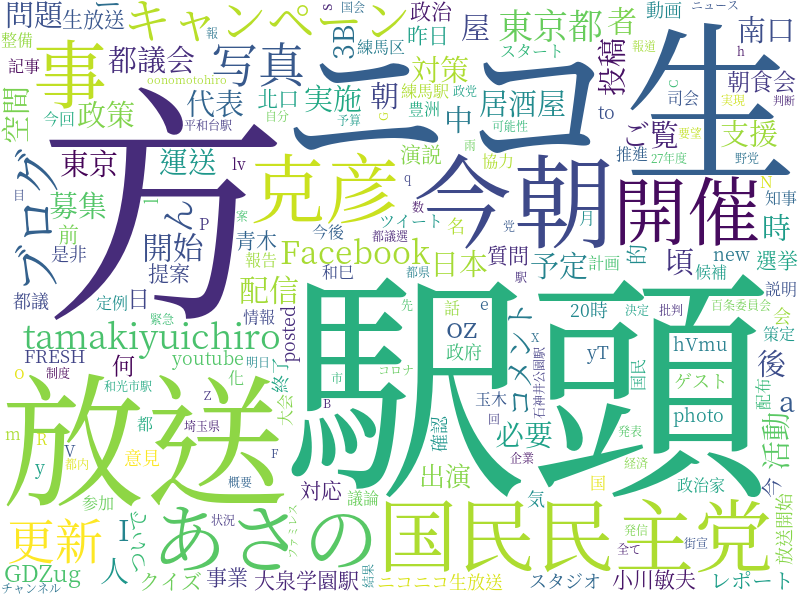 問題
生放送
キャンペーン
政治
国会
s
ニュース
整備
記事
都議会
写真
3B
昨日
練馬区
屋
東京都
者
動画
報
報道
h
南口
oonomotohiro
事
ニコ生
対策
スタート
投稿
C
司会
朝食会
空間
今回
政策
代表
北口
実施
朝
練馬駅
政党
豊洲
居酒屋
to
ご覧
実現
判断
平和台駅
自分
予算
G
可能性
中
支援
要望
東京
運送
lv
演説
協力
雨
推進
27年度
野党
ブログ
方
克彦
今朝
開催
目
募集
ん
P
案
q
ツイート
名
数
党
月
N
知事
時
前
是非
開始
青木
今後
都議選
Facebook
日本
質問
駅
的
計画
new
選挙
提案
報告
和巳
都県
予定
頃
候補
説明
都議
定例
日
情報
配信
先
話
e
コメント
20時
決定
批判
百条委員会
会
緊急
tamakiyuichiro
posted
oz
政府
x
石神井公園駅
yT
国民
hVmu
後
策定
FRESH
何
youtube
明日
コロナ
ゲスト
配布
a
制度
和光市駅
化
終了
市
玉木
O
Z
大会
B
確認
必要
回
企業
発表
photo
活動
放送
駅頭
m
R
V
都
埼玉県
y
都内
意見
F
出演
国
経済
政治家
今
更新
I
人
参加
状況
概要
対応
議論
気
発信
全て
街宣
放送開始
あさの
国民民主党
GDZug
クイズ
事業
大泉学園駅
ファミレス
結果
ニコニコ生放送
スタジオ
小川敏夫
レポート
チャンネル